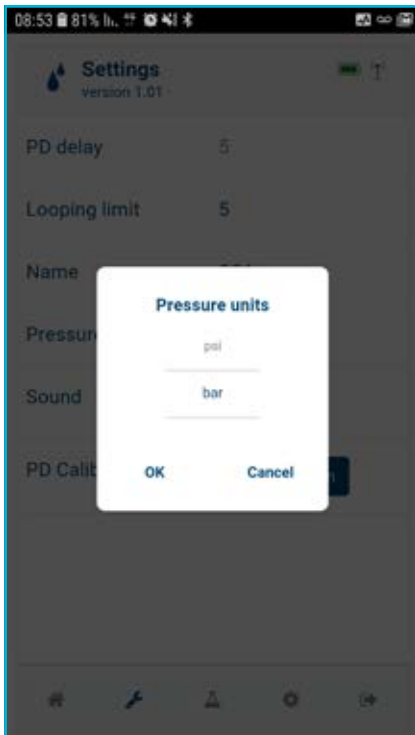 08:53 81%
Settings
version 1.01
PD delay 5
Looping limit 5
Name
Pressure units
Pressur
psi
Sound
bar
PD Calib
OK Cancel